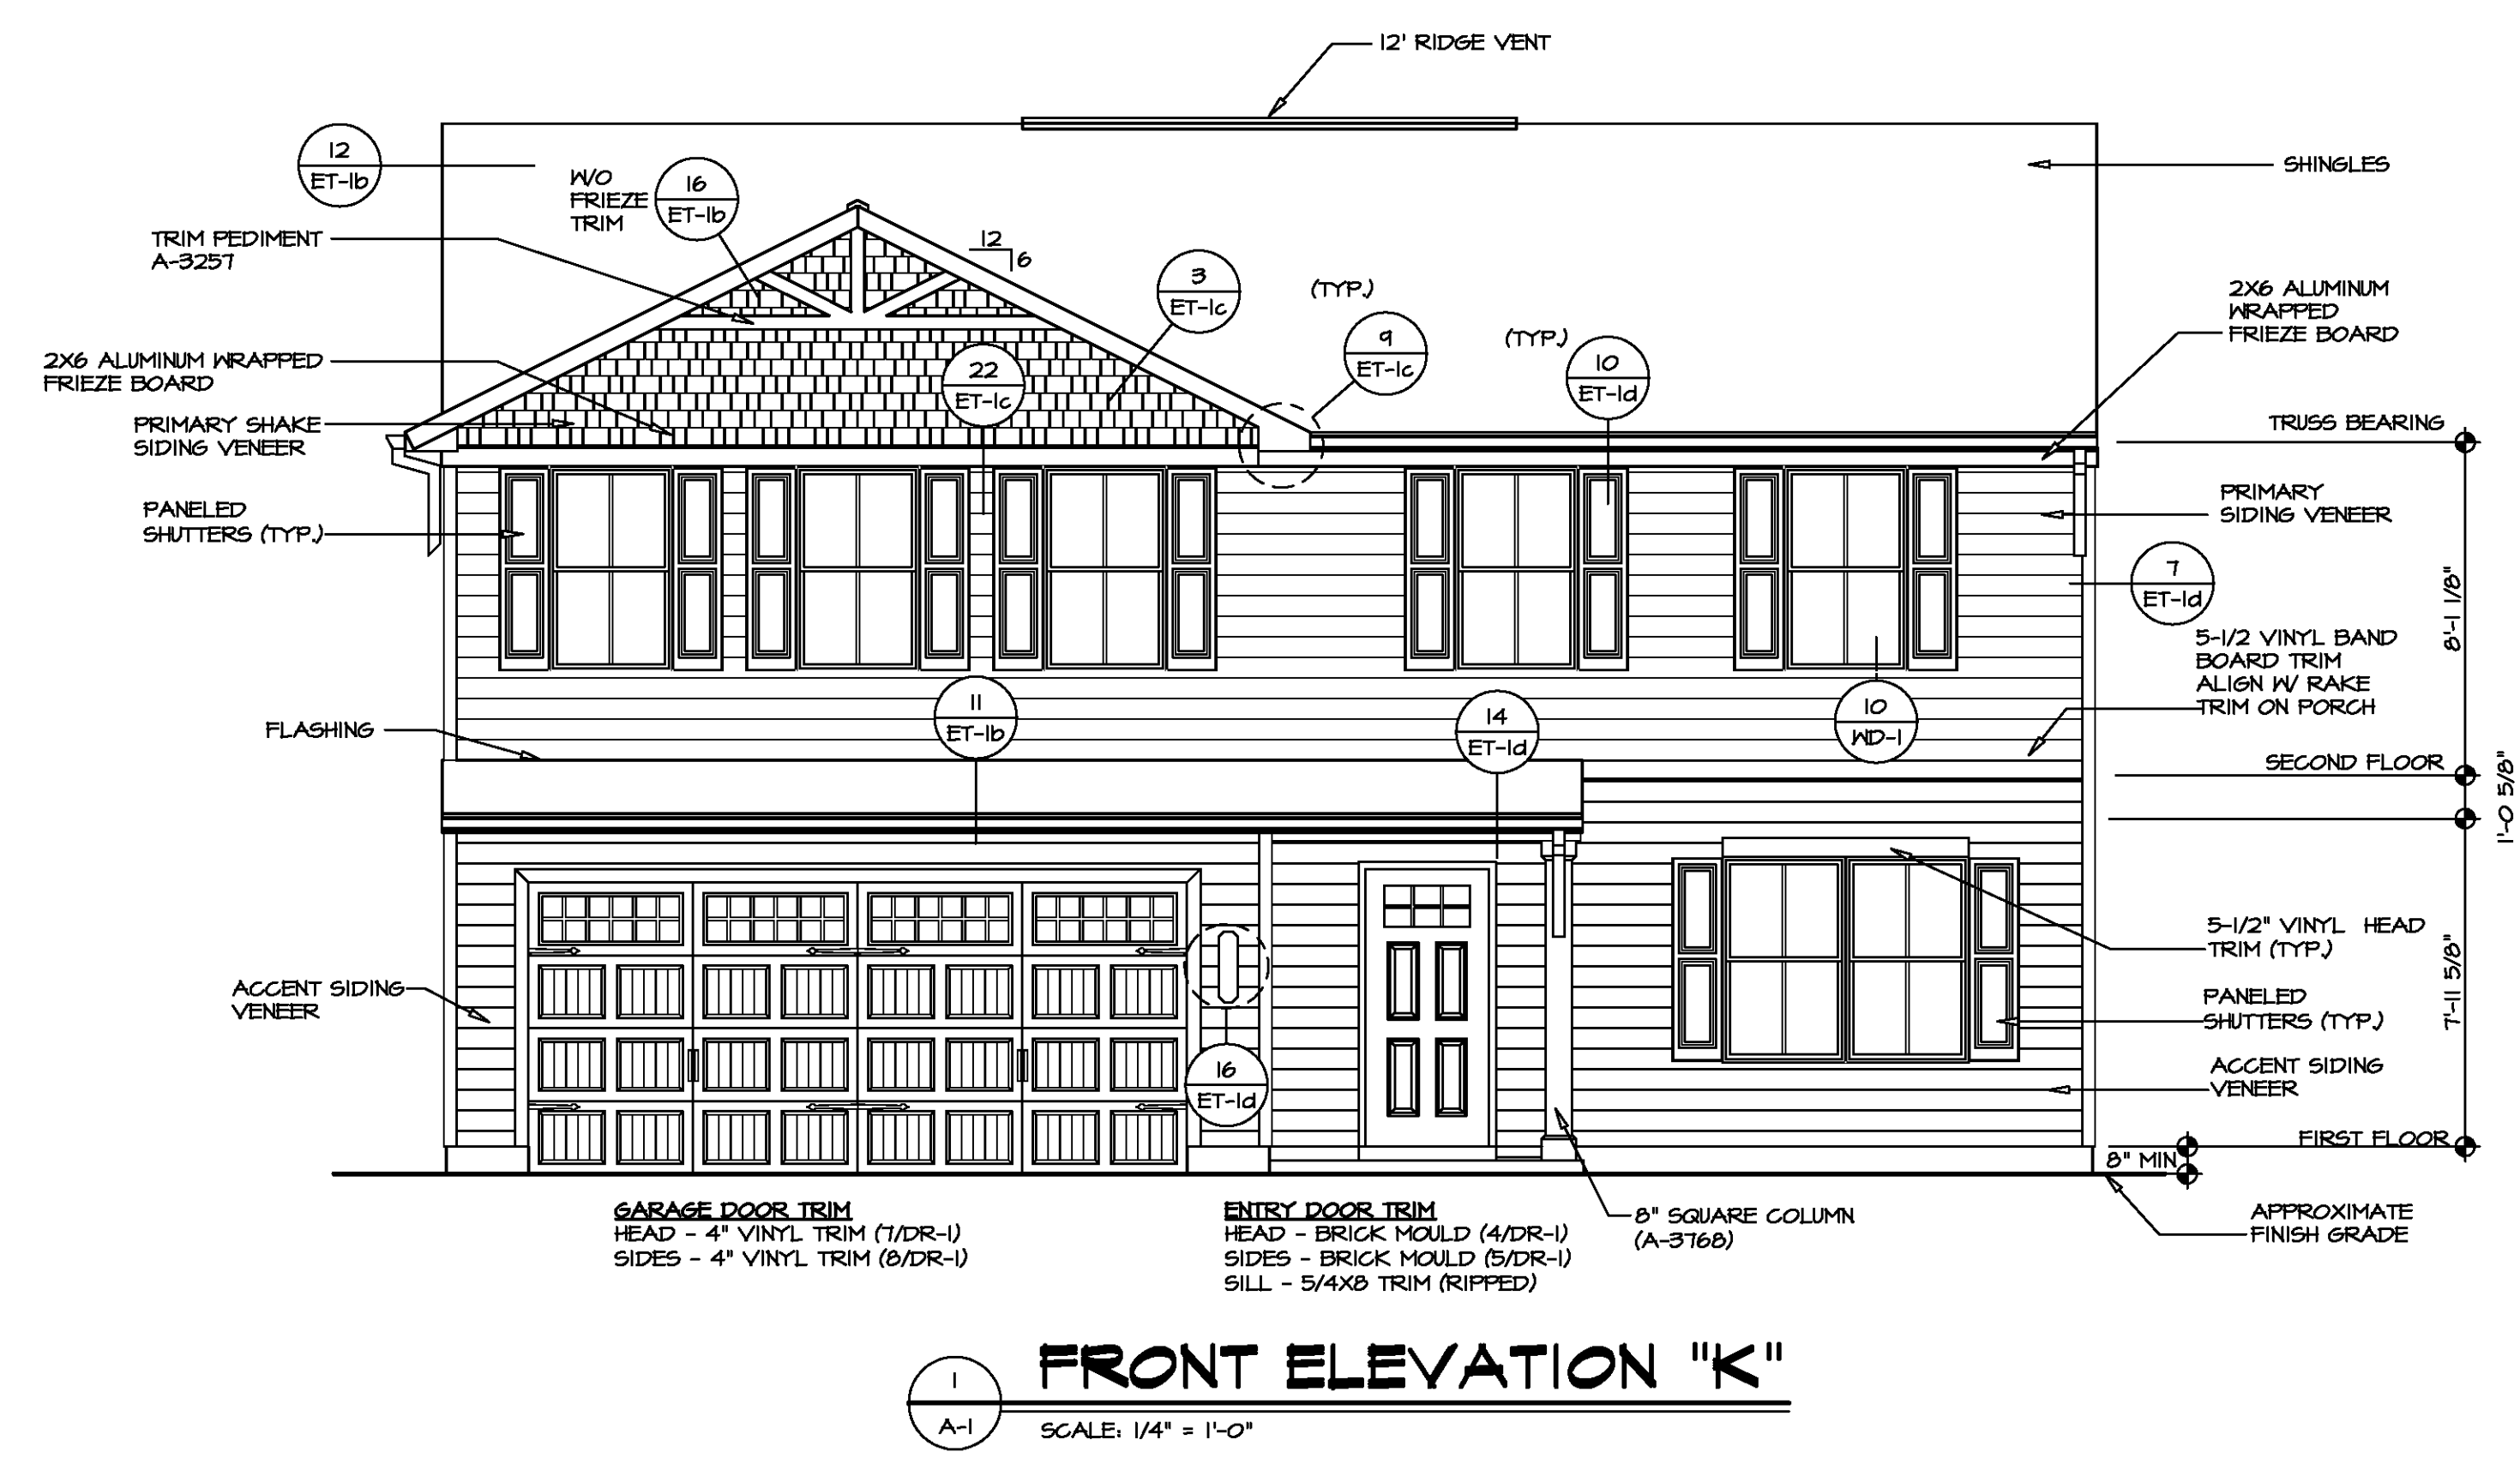 12' RIDGE VENT
12
ET-1b
SHINGLES
W/O
FRIEZE
TRIM
16
ET-1b
TRIM PEDIMENT
A-3257
12
6
3
ET-1c
(TYP.)
9
ET-1c
(TYP.)
10
ET-1d
2X6 ALUMINUM
WRAPPED
FRIEZE BOARD
2X6 ALUMINUM WRAPPED
FRIEZE BOARD
22
ET-1c
PRIMARY SHAKE
SIDING VENEER
TRUSS BEARING
PANELED
SHUTTERS (TYP.)
PRIMARY
SIDING VENEER
7
ET-1d
8'-1 1/8"
5-1/2 VINYL BAND
BOARD TRIM
ALIGN W/ RAKE
TRIM ON PORCH
FLASHING
11
ET-1b
14
ET-1d
10
WD-1
SECOND FLOOR
1'-0 5/8"
5-1/2" VINYL HEAD
TRIM (TYP.)
ACCENT SIDING
VENEER
PANELED
SHUTTERS (TYP.)
7'-11 5/8"
16
ET-1d
ACCENT SIDING
VENEER
FIRST FLOOR
8" MIN
GARAGE DOOR TRIM
HEAD - 4" VINYL TRIM (7/DR-1)
SIDES - 4" VINYL TRIM (8/DR-1)
ENTRY DOOR TRIM
HEAD - BRICK MOULD (4/DR-1)
SIDES - BRICK MOULD (5/DR-1)
SILL - 5/4X8 TRIM (RIPPED)
8" SQUARE COLUMN
(A-3768)
APPROXIMATE
FINISH GRADE
1
A-1
FRONT ELEVATION "K"
SCALE: 1/4" = 1'-0"